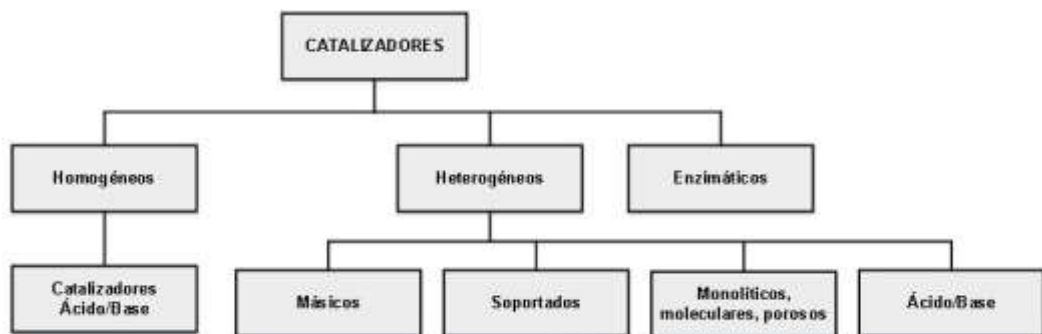 CATALIZADORES
Homogéneos
Heterogéneos
Enzimáticos
Catalizadores
Ácido/Base
Másicos
Soportados
Monolíticos,
moleculares, porosos
Ácido/Base